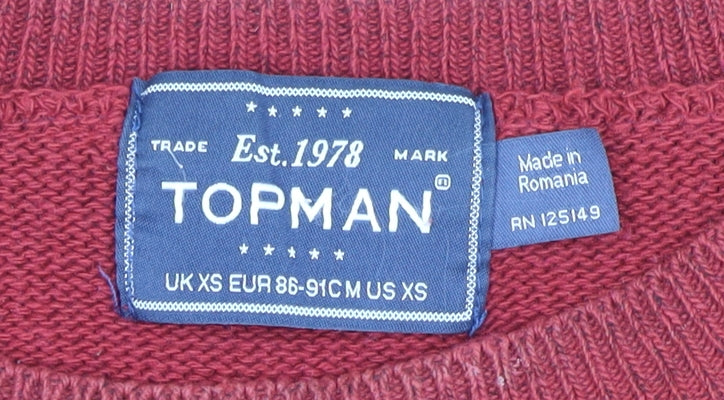 TRADE Est.1978 MARK
TOPMAN®
UK XS EUR 86-91CM US XS
Made in
Romania
RN 125149